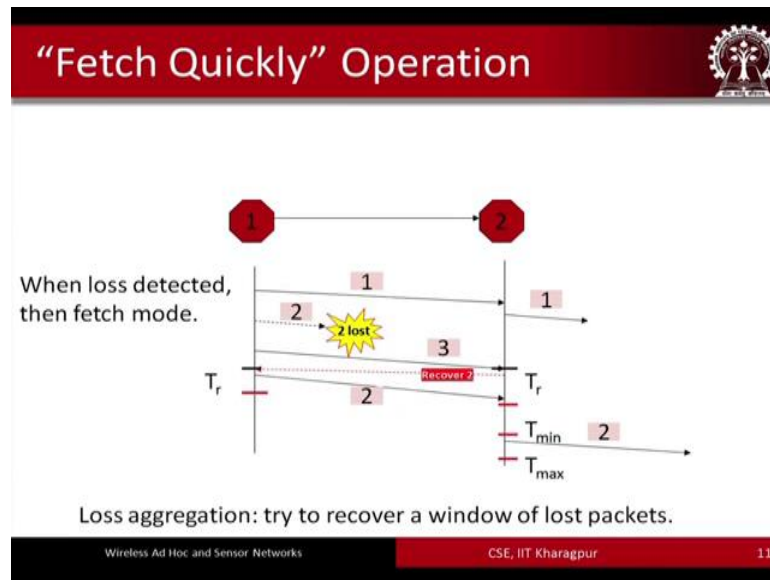 “Fetch Quickly” Operation
1
2
When loss detected,
then fetch mode.
1
1
2
2 lost
3
Recover 2
Tr
Tr
2
Tmin
2
Tmax
Loss aggregation: try to recover a window of lost packets.
Wireless Ad Hoc and Sensor Networks
CSE, IIT Kharagpur
11